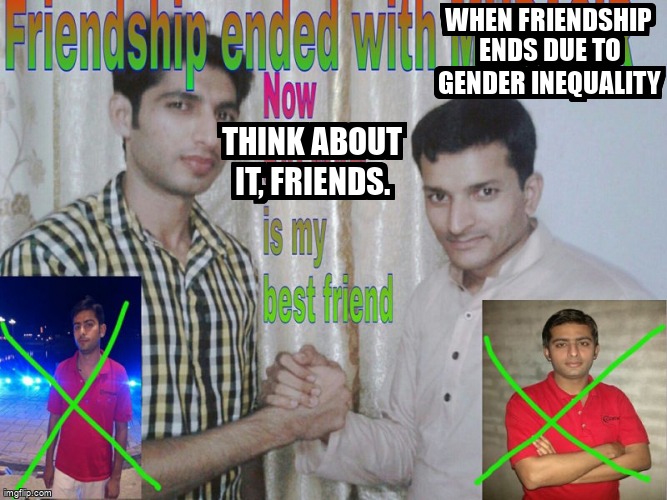 Friendship ended with
WHEN FRIENDSHIP
ENDS DUE TO
GENDER INEQUALITY
Now
THINK ABOUT
IT, FRIENDS.
is my
best friend
imgflip.com